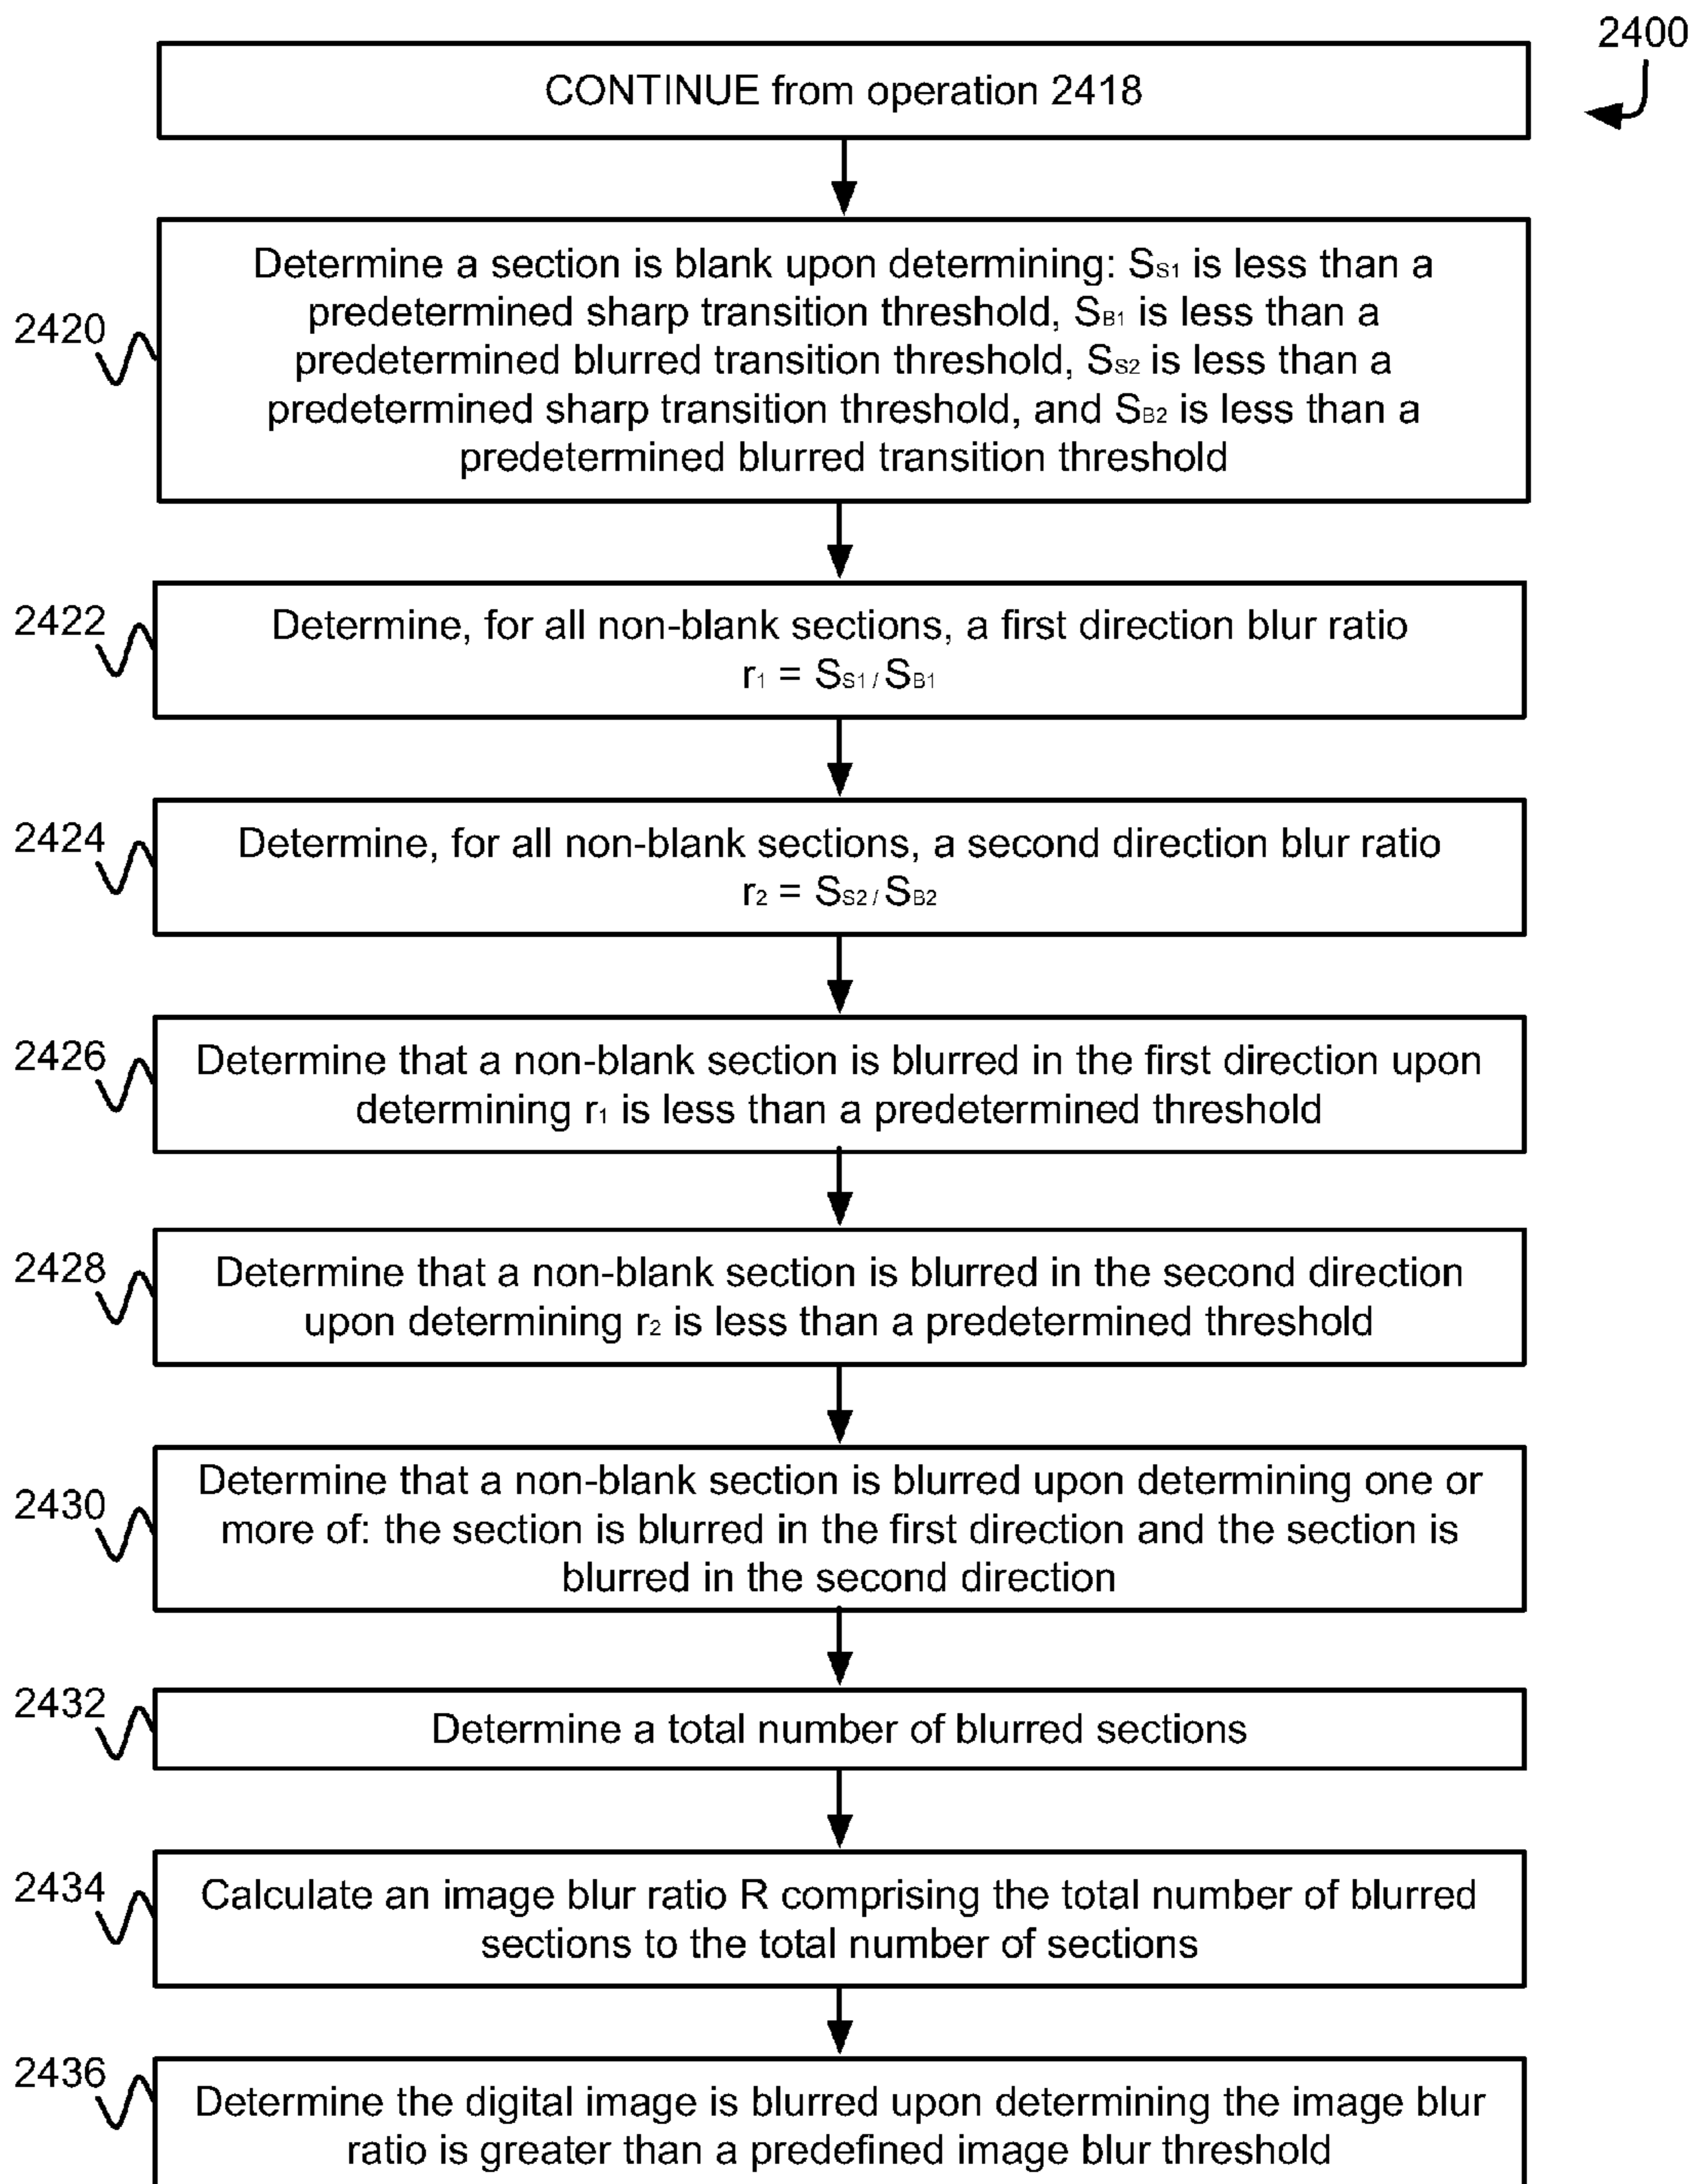 2400
CONTINUE from operation 2418
2420
Determine a section is blank upon determining: SS1 is less than a
predetermined sharp transition threshold, SB1 is less than a
predetermined blurred transition threshold, SS2 is less than a
predetermined sharp transition threshold, and SB2 is less than a
predetermined blurred transition threshold
2422
Determine, for all non-blank sections, a first direction blur ratio
r1 = SS1 / SB1
2424
Determine, for all non-blank sections, a second direction blur ratio
r2 = SS2 / SB2
2426
Determine that a non-blank section is blurred in the first direction upon
determining r1 is less than a predetermined threshold
2428
Determine that a non-blank section is blurred in the second direction
upon determining r2 is less than a predetermined threshold
2430
Determine that a non-blank section is blurred upon determining one or
more of: the section is blurred in the first direction and the section is
blurred in the second direction
2432
Determine a total number of blurred sections
2434
Calculate an image blur ratio R comprising the total number of blurred
sections to the total number of sections
2436
Determine the digital image is blurred upon determining the image blur
ratio is greater than a predefined image blur threshold